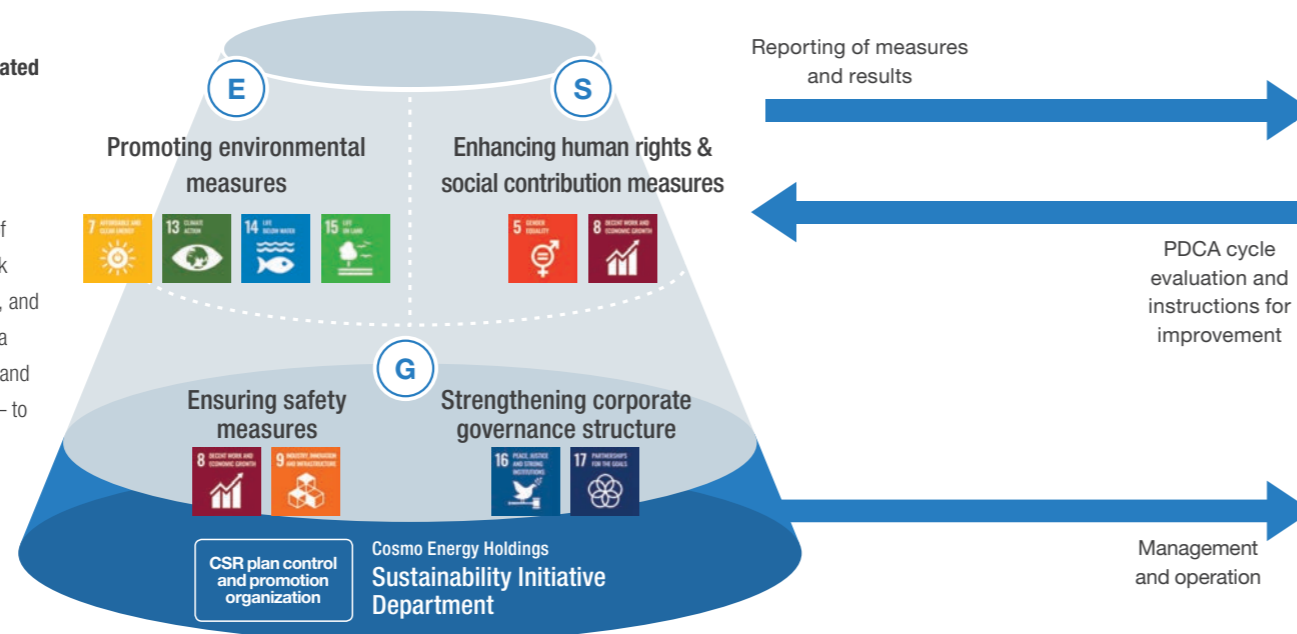 ated
of
k
, and
a
and
– to
E
S
Promoting environmental
measures
Enhancing human rights &
social contribution measures
7 AFFORDABLE AND
CLEAN ENERGY
13 CLIMATE
ACTION
14 LIFE
BELOW WATER
15 LIFE
ON LAND
5 GENDER
EQUALITY
8 DECENT WORK AND
ECONOMIC GROWTH
G
Ensuring safety
measures
Strengthening corporate
governance structure
8 DECENT WORK AND
ECONOMIC GROWTH
9 INDUSTRY, INNOVATION
AND INFRASTRUCTURE
16 PEACE, JUSTICE
AND STRONG
INSTITUTIONS
17 PARTNERSHIPS
FOR THE GOALS
CSR plan control
and promotion
organization
Cosmo Energy Holdings
Sustainability Initiative
Department
Reporting of measures
and results
PDCA cycle
evaluation and
instructions for
improvement
Management
and operation